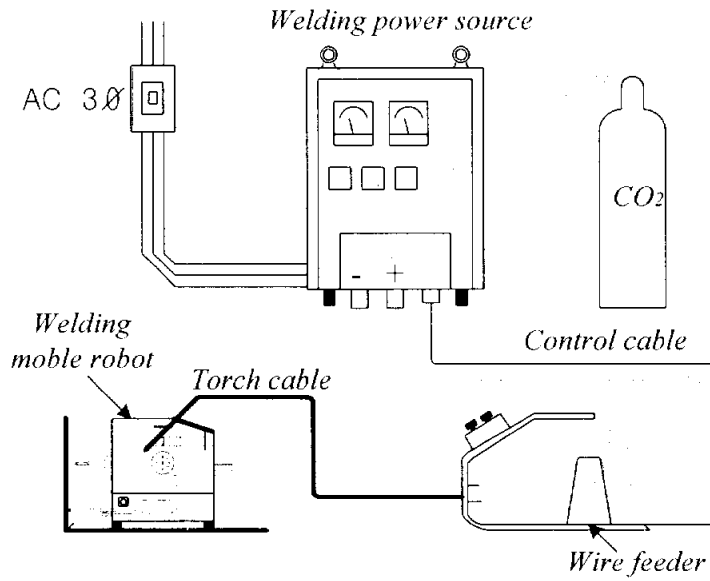 Welding power source
AC 3Ø
CO2
- +
Control cable
Welding
moble robot
Torch cable
Wire feeder